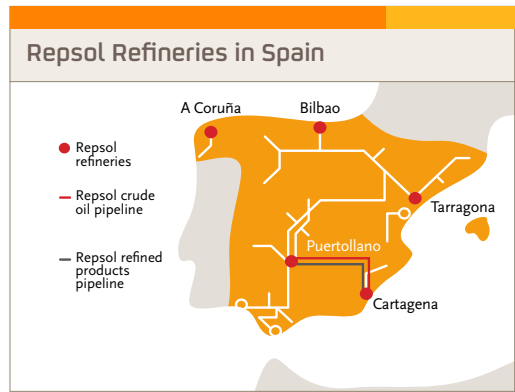 Repsol Refineries in Spain
A Coruña
Bilbao
Repsol
refineries
Repsol crude
oil pipeline
Tarragona
Puertollano
Repsol refined
products
pipeline
Cartagena